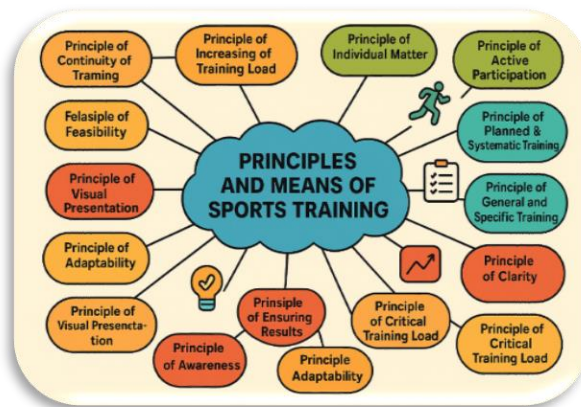 Principle of
Continuity of
Traming
Principle of
Increasing of
Training Load
Principle of
Individual Matter
Principle of
Active
Participation
Felasiple of
Feasibility
Principle of
Planned &
Systematic Training
PRINCIPLES
AND MEANS OF
SPORTS TRAINING
Principle of
Visual
Presentation
Principle of
General and
Specific Training
Principle of
Adaptability
Principle
of Clarity
Principle of
Visual Presencta-
tion
Prinsiple
of Ensuring
Results
Principle
of Critical
Training Load
Principle of
Critical
Training Load
Principle
of Awareness
Principle
Adaptability